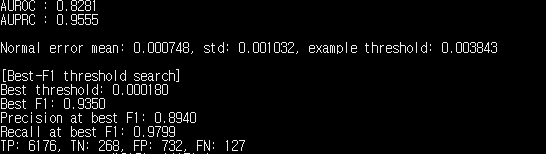 AUROC : 0.8281
AUPRC : 0.9555
Normal error mean: 0.000748, std: 0.001032, example threshold: 0.003843
[Best-F1 threshold search]
Best threshold: 0.000180
Best F1: 0.9350
Precision at best F1: 0.8940
Recall at best F1: 0.9799
TP: 6176, TN: 268, FP: 732, FN: 127